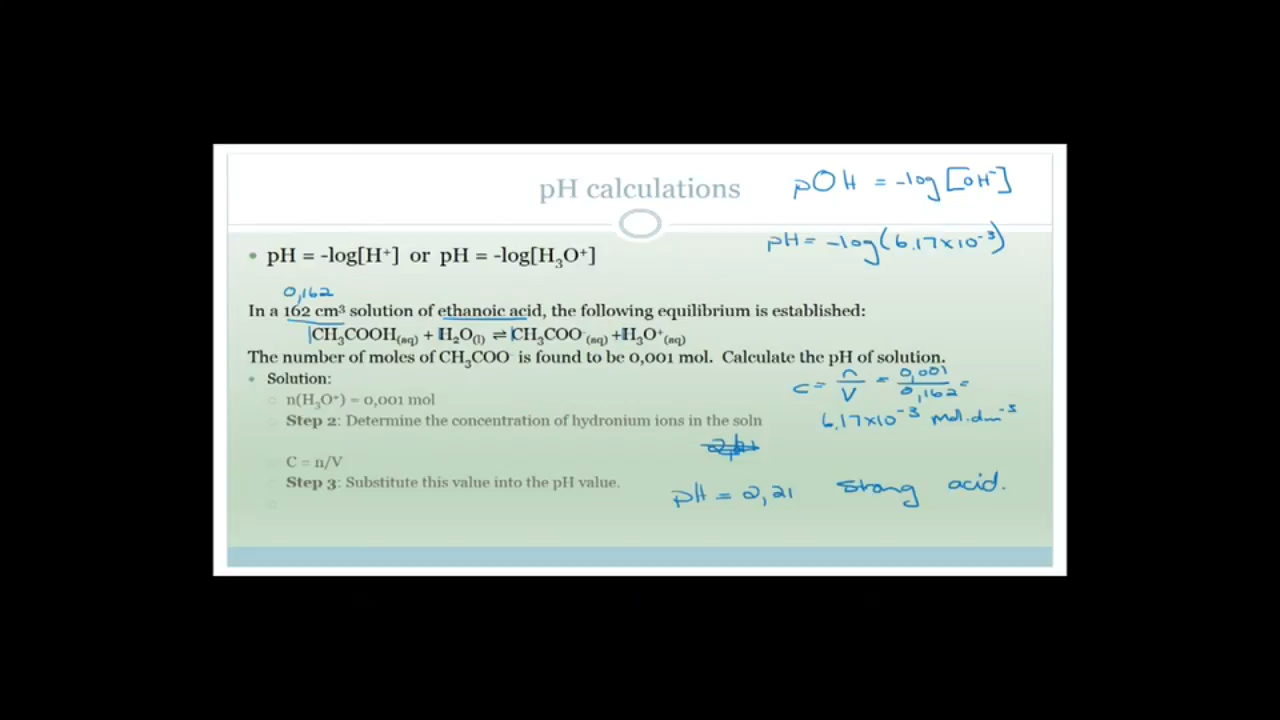 pH calculations
pOH = -log[OH⁻]
pH = -log(6.17x10⁻³)
• pH = -log[H⁺] or pH = -log[H₃O⁺]
0,162
In a 162 cm³ solution of ethanoic acid, the following equilibrium is established:
CH₃COOH(aq) + H₂O(l) ⇌ CH₃COO⁻(aq) +H₃O⁺(aq)
The number of moles of CH₃COO⁻ is found to be 0,001 mol. Calculate the pH of solution.
• Solution:
c = n/V = 0,001/0,162 =
n(H₃O⁺) = 0,001 mol
6.17x10⁻³ mol.dm⁻³
Step 2: Determine the concentration of hydronium ions in the soln
C = n/V
Step 3: Substitute this value into the pH value.
pH = 2,21 strong acid.